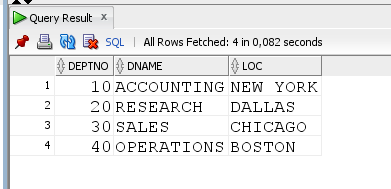 Query Result x
SQL | All Rows Fetched: 4 in 0,082 seconds
DEPTNO DNAME LOC
1 10 ACCOUNTING NEW YORK
2 20 RESEARCH DALLAS
3 30 SALES CHICAGO
4 40 OPERATIONS BOSTON